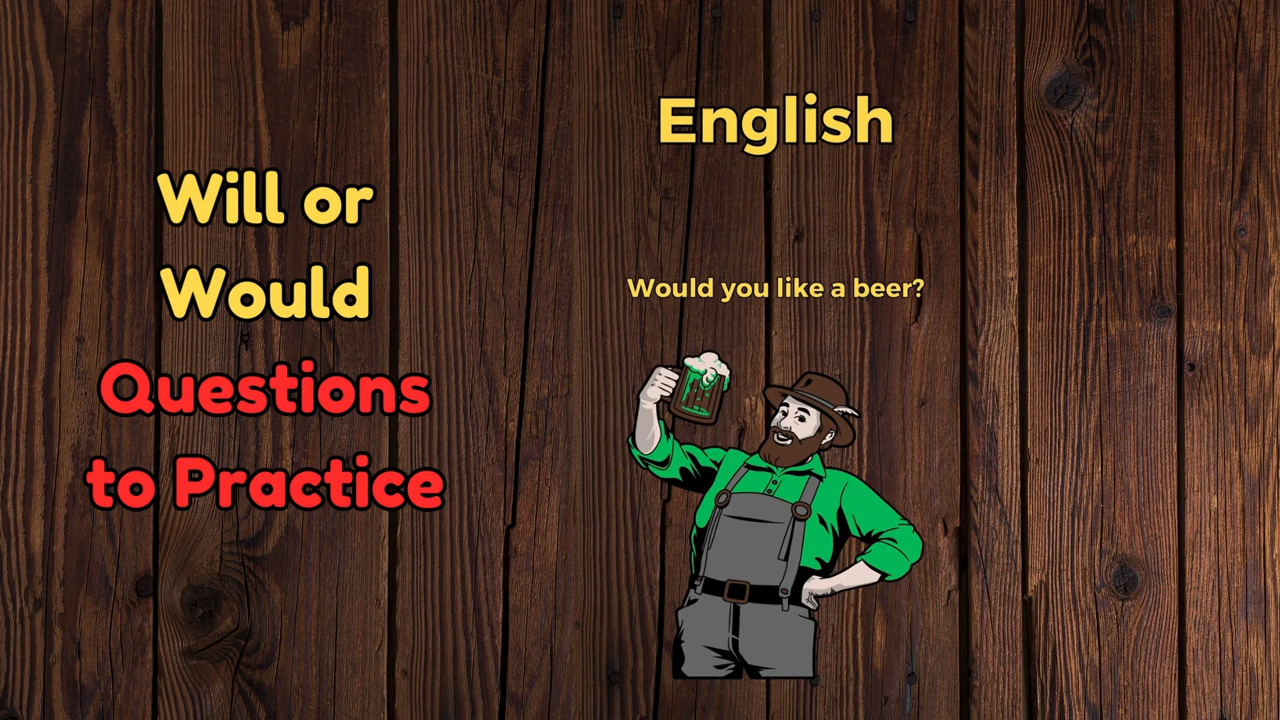 Will or
Would
Questions
to Practice
English
Would you like a beer?